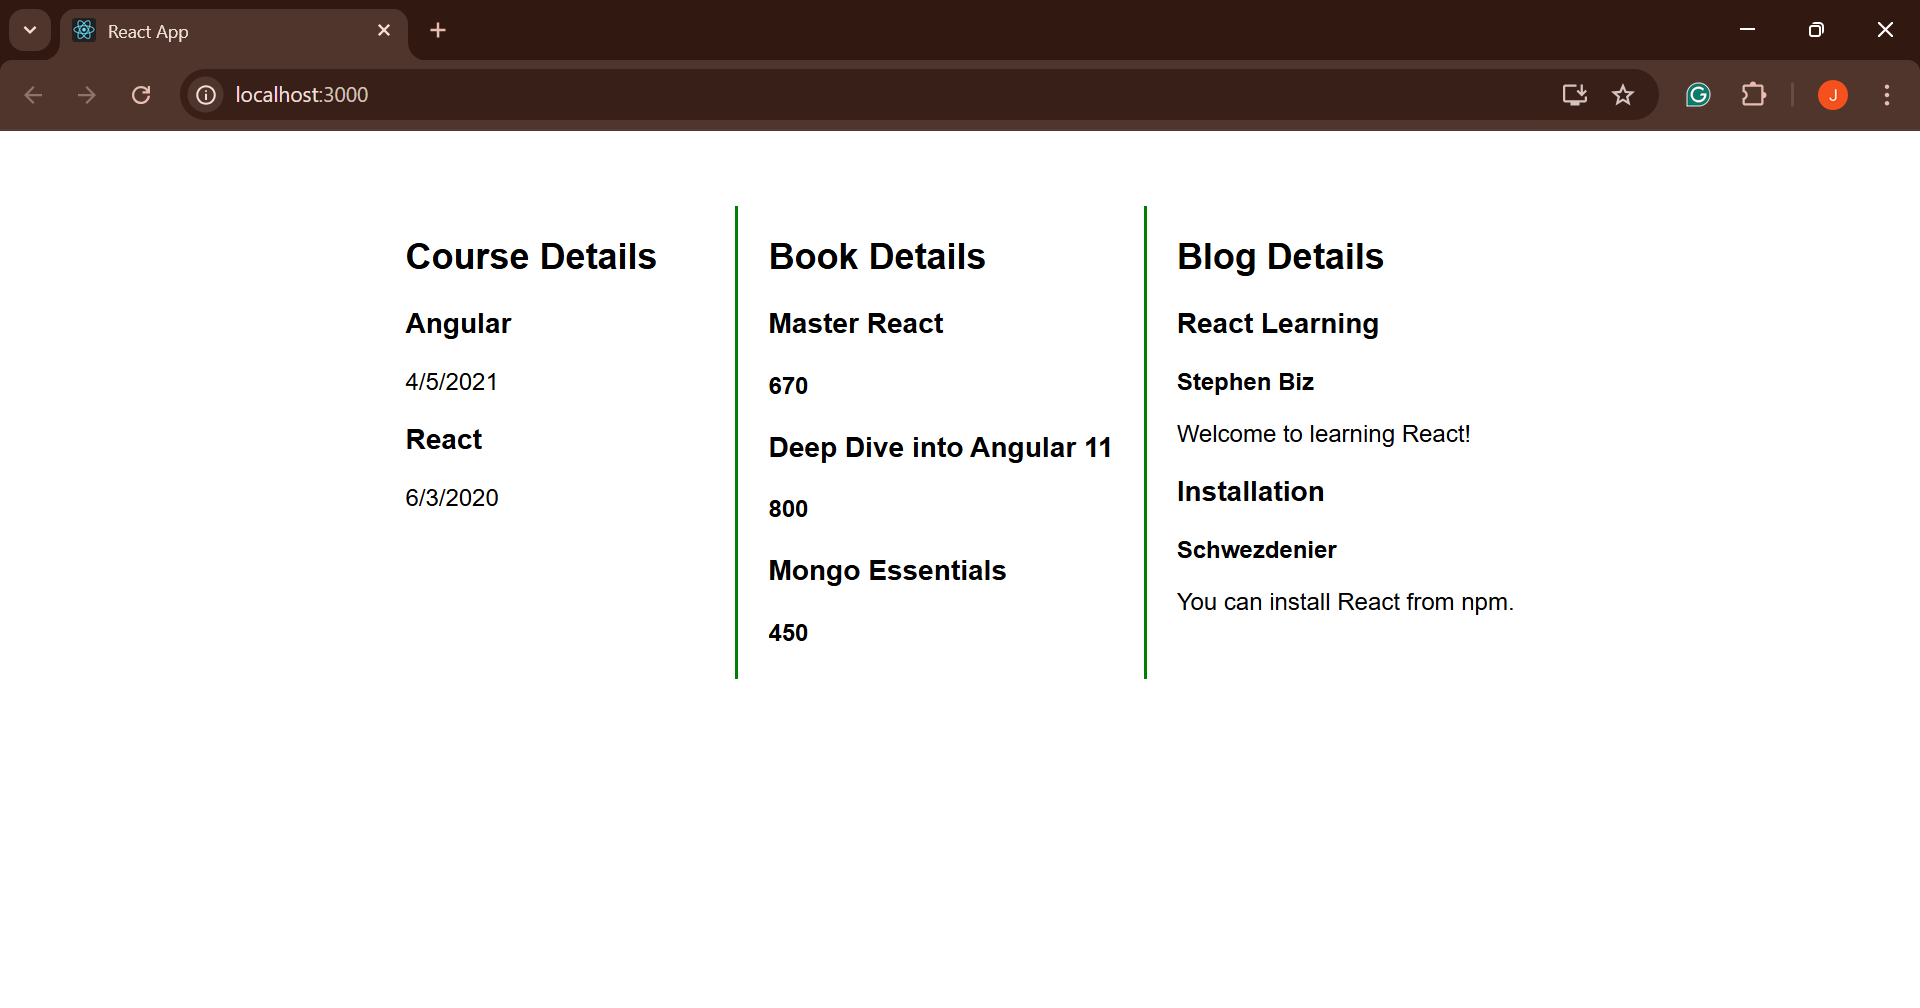 React App
localhost:3000
J
Course Details
Angular
4/5/2021
React
6/3/2020
Book Details
Master React
670
Deep Dive into Angular 11
800
Mongo Essentials
450
Blog Details
React Learning
Stephen Biz
Welcome to learning React!
Installation
Schwezdenier
You can install React from npm.